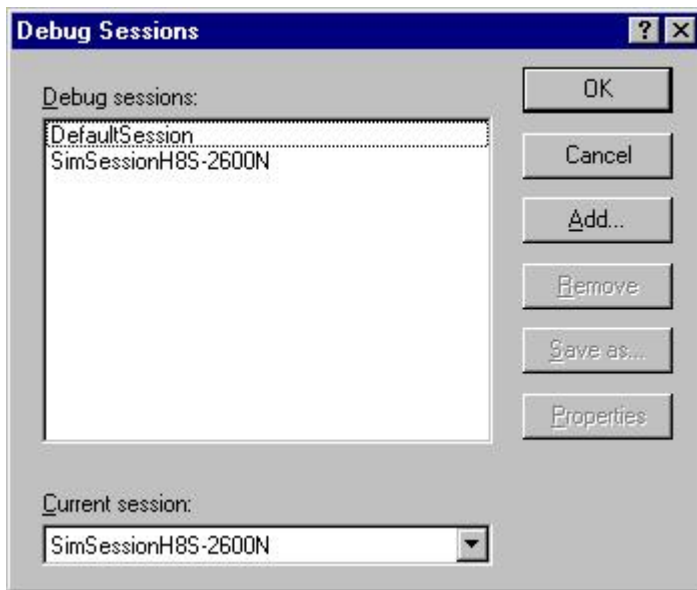 Debug Sessions
Debug sessions:
DefaultSession
SimSessionH8S-2600N
OK
Cancel
Add...
Remove
Save as...
Properties
Current session:
SimSessionH8S-2600N